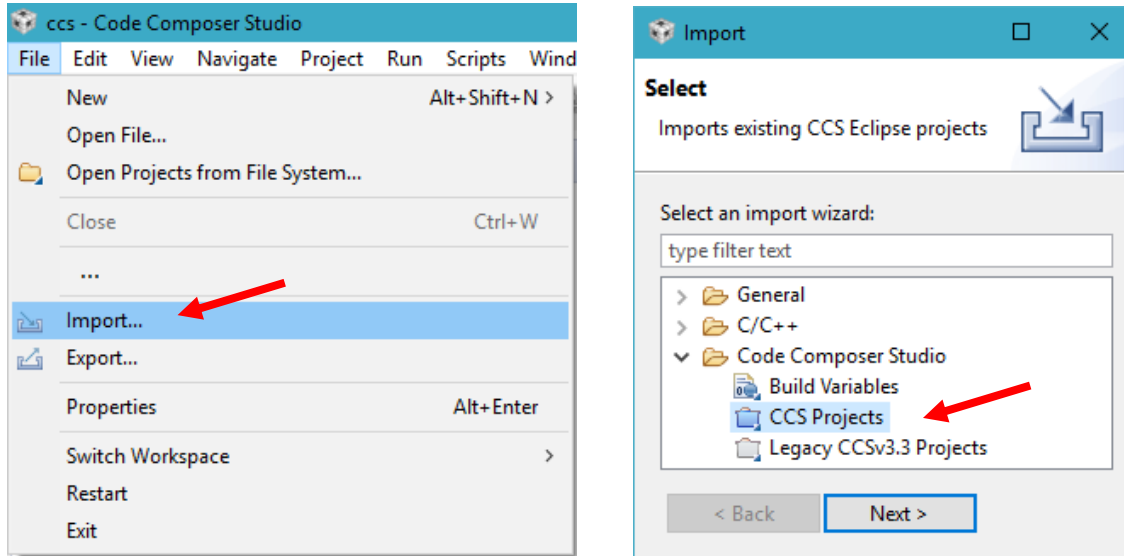 ccs - Code Composer Studio
File Edit View Navigate Project Run Scripts Wind
New Alt+Shift+N >
Open File...
Open Projects from File System...
Close Ctrl+W
...
Import...
Export...
Properties Alt+Enter
Switch Workspace >
Restart
Exit
Import
Select
Imports existing CCS Eclipse projects
Select an import wizard:
type filter text
General
C/C++
Code Composer Studio
Build Variables
CCS Projects
Legacy CCSv3.3 Projects
< Back Next >